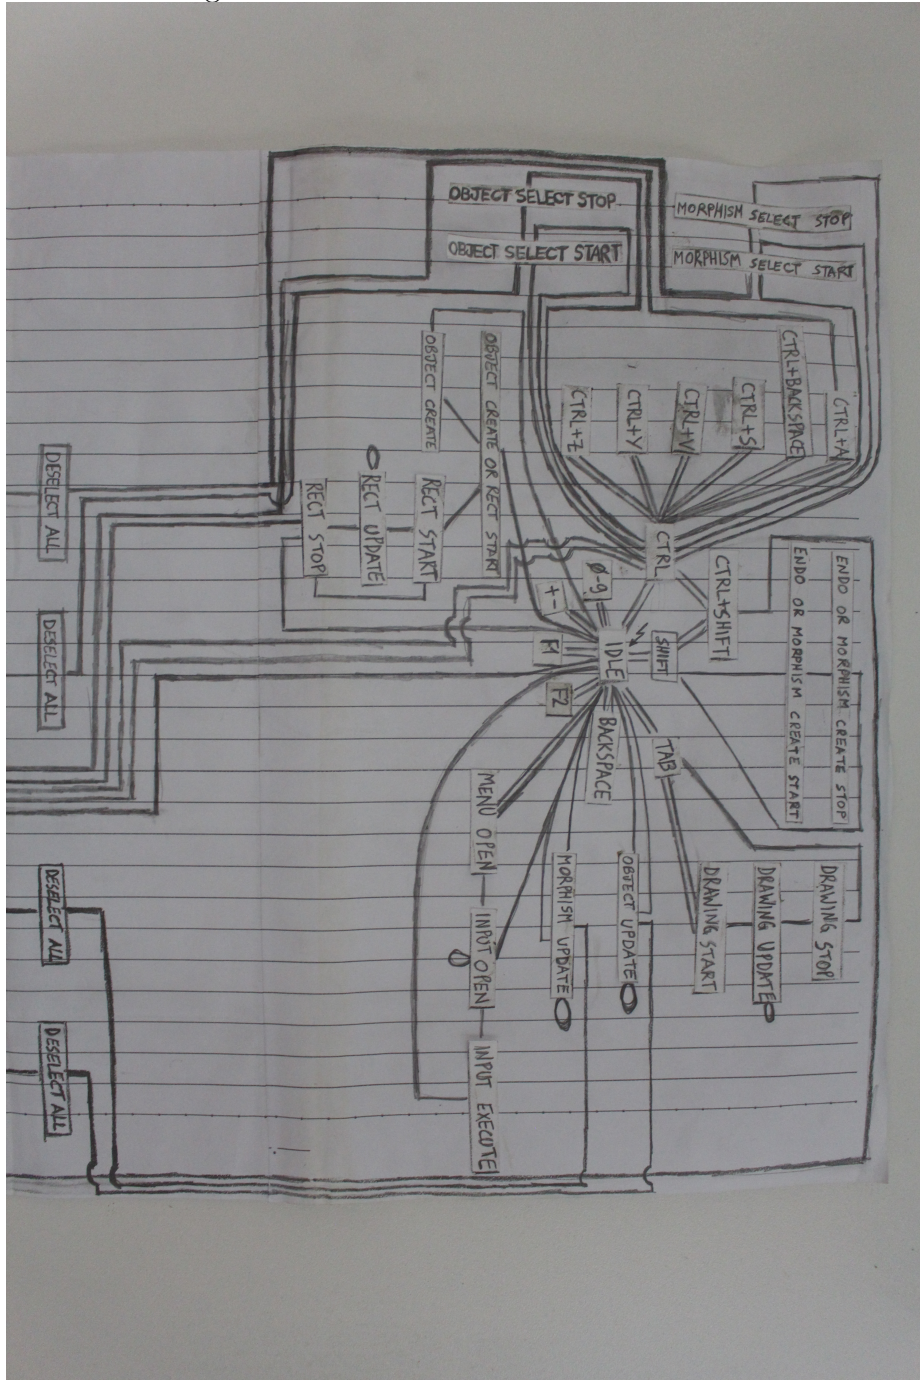 OBJECT SELECT STOP
MORPHISM SELECT STOP
OBJECT SELECT START
MORPHISM SELECT START
OBJECT CREATE
OBJECT CREATE OR RECT START
CTRL+Z
CTRL+Y
CTRL+V
CTRL+S
CTRL+BACKSPACE
CTRL+A
DESELECT ALL
RECT STOP
RECT UPDATE
RECT START
CTRL
CTRL+SHIFT
ENDO OR MORPHISM CREATE START
ENDO OR MORPHISM CREATE STOP
Ø-9
+-
F1
F2
IDLE
SHIFT
DESELECT ALL
BACKSPACE
TAB
MENU OPEN
MORPHISM UPDATE
OBJECT UPDATE
DRAWING START
DRAWING UPDATE
DRAWING STOP
DESELECT ALL
INPUT OPEN
DESELECT ALL
INPUT EXECUTE